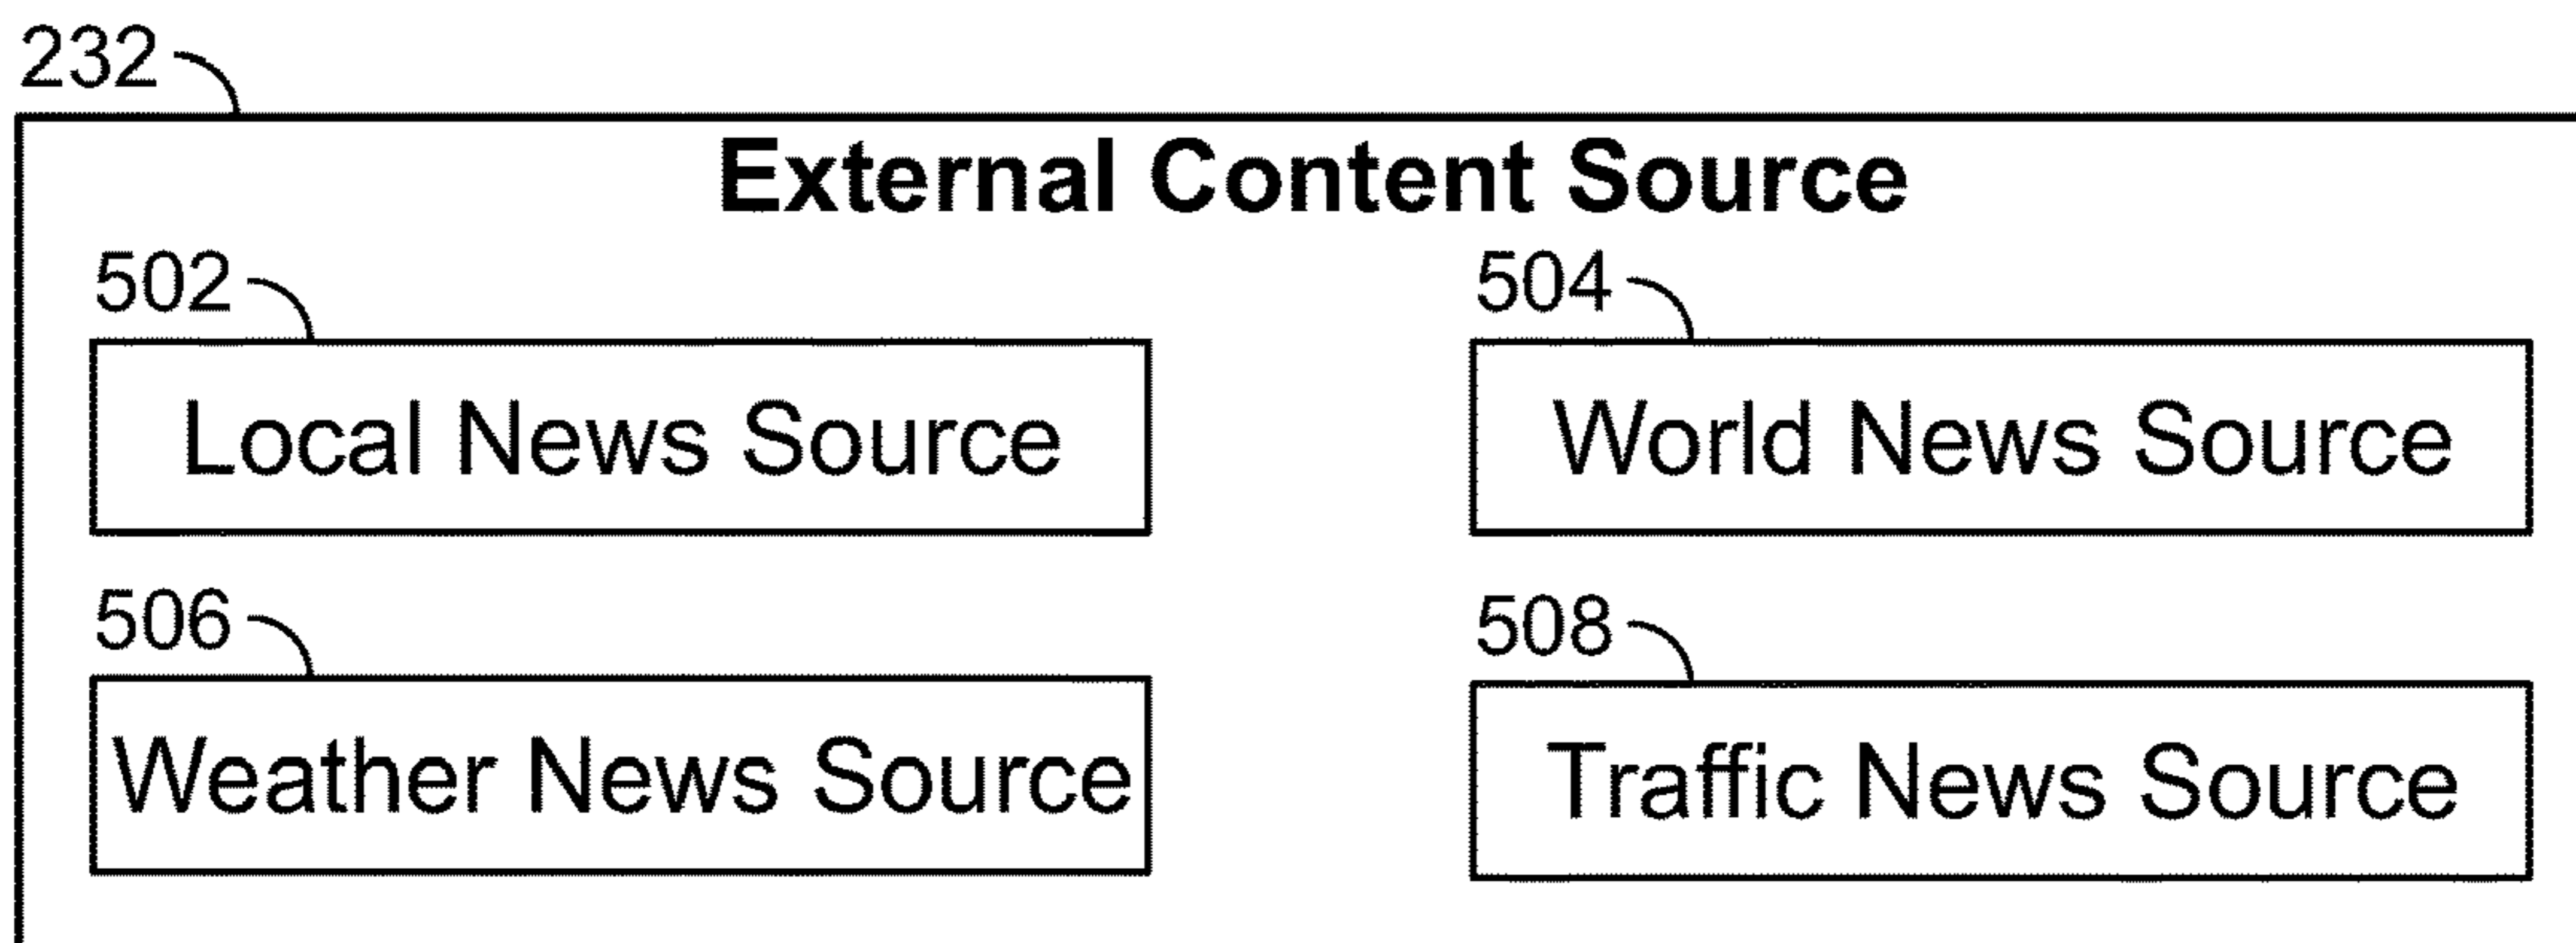 232
External Content Source
502
504
Local News Source
World News Source
506
508
Weather News Source
Traffic News Source